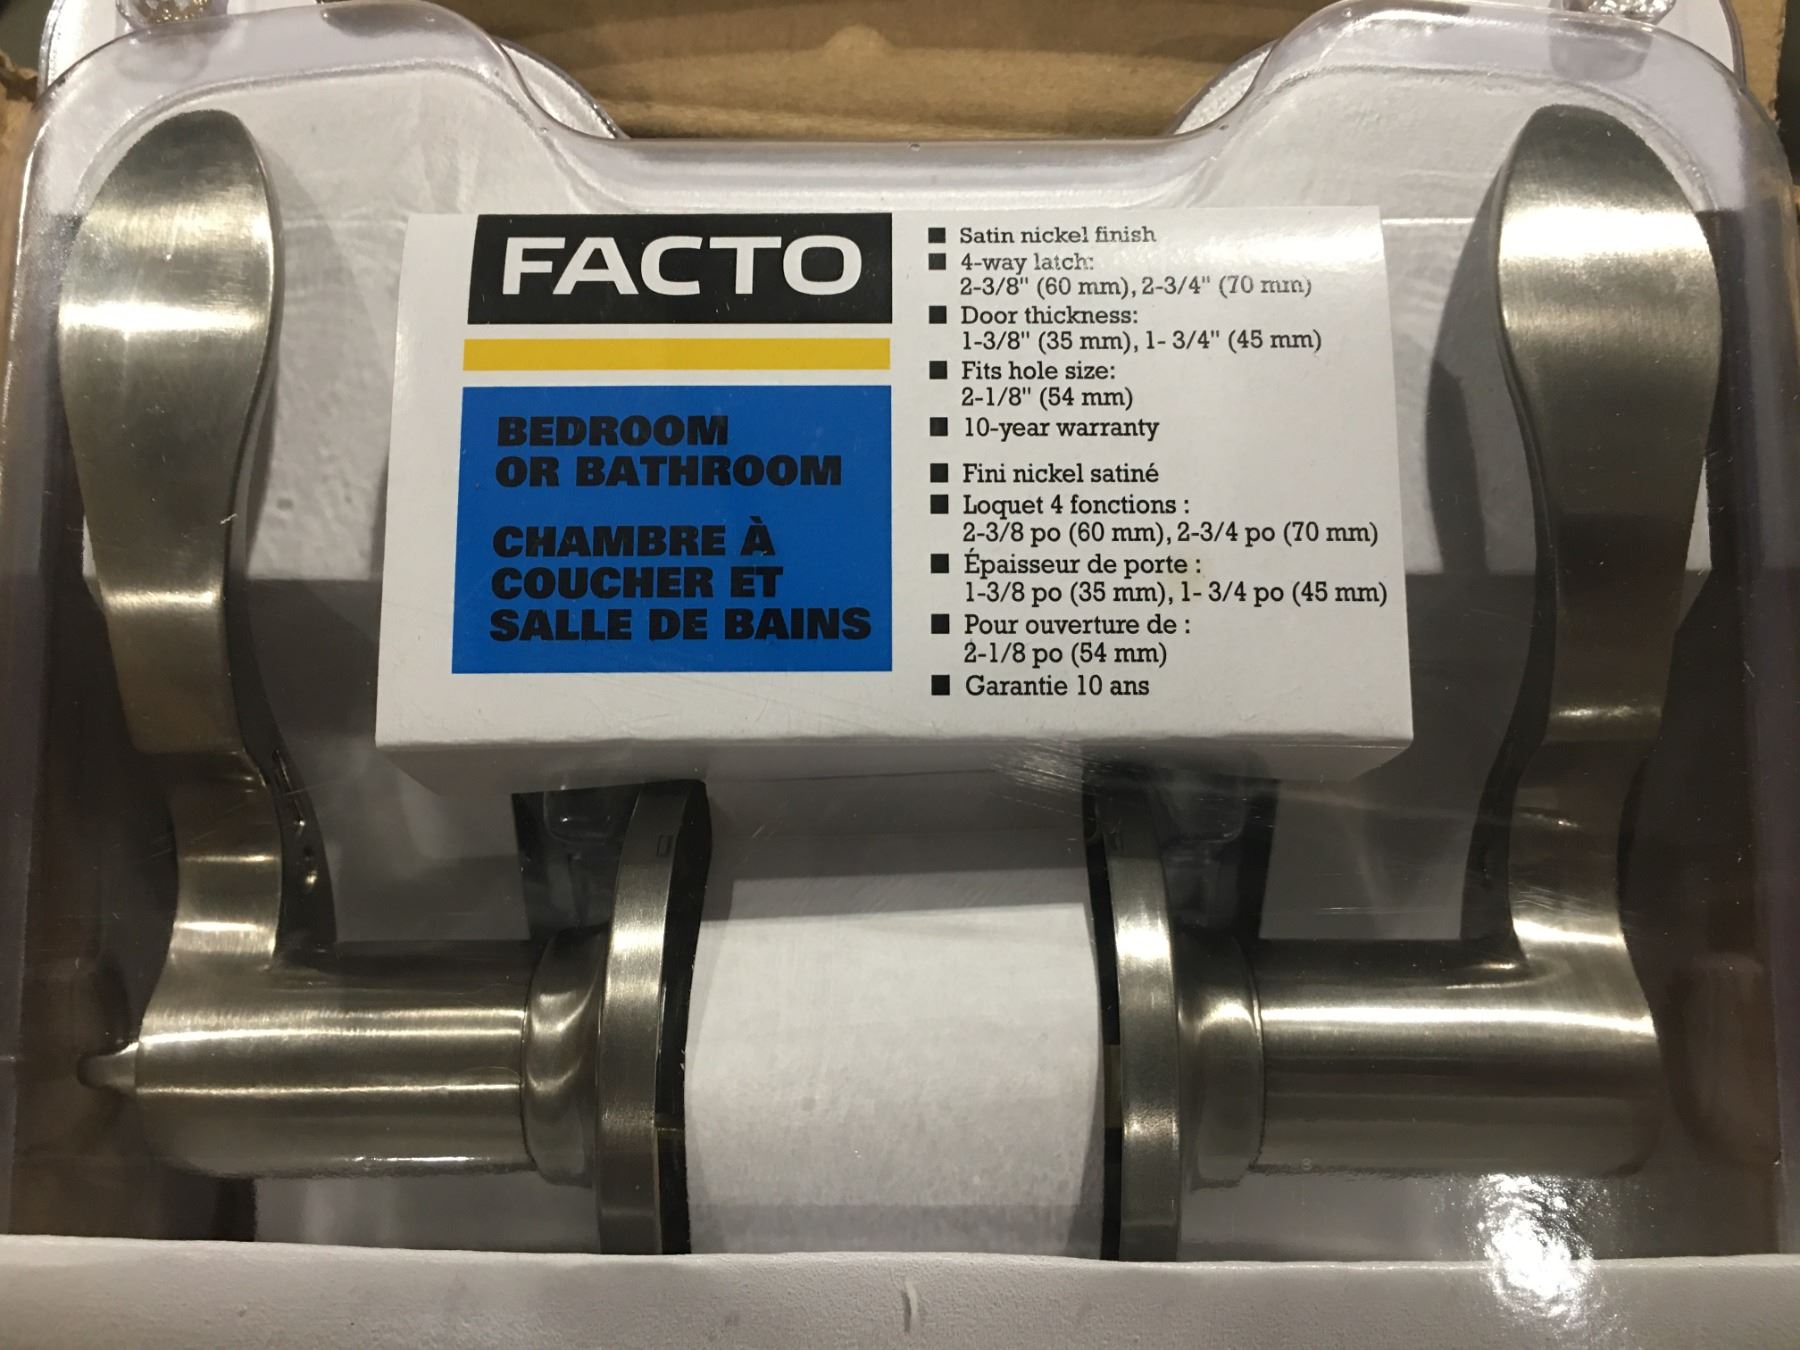 FACTO
BEDROOM
OR BATHROOM
CHAMBRE À
COUCHER ET
SALLE DE BAINS
■ Satin nickel finish
■ 4-way latch:
2-3/8" (60 mm), 2-3/4" (70 mm)
■ Door thickness:
1-3/8" (35 mm), 1- 3/4" (45 mm)
■ Fits hole size:
2-1/8" (54 mm)
■ 10-year warranty
■ Fini nickel satiné
■ Loquet 4 fonctions :
2-3/8 po (60 mm), 2-3/4 po (70 mm)
■ Épaisseur de porte :
1-3/8 po (35 mm), 1- 3/4 po (45 mm)
■ Pour ouverture de :
2-1/8 po (54 mm)
■ Garantie 10 ans